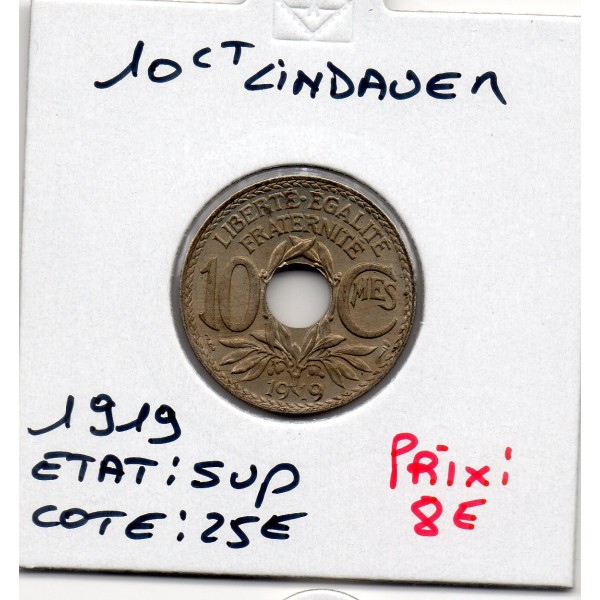 10CT LINDAUER
LIBERTE·EGALITE
FRATERNITE
10 CMES
1919
1919
ETAT: SUP
COTE: 25E
PRIX:
8E